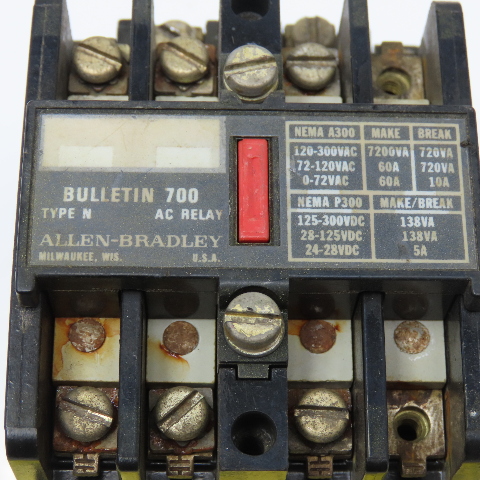 NEMA A300 MAKE BREAK
120-300VAC 7200VA 720VA
72-120VAC 60A 720VA
0-72VAC 60A 10A
NEMA P300 MAKE/BREAK
125-300VDC 138VA
28-125VDC 138VA
24-28VDC 5A
BULLETIN 700
TYPE N AC RELAY
ALLEN-BRADLEY
MILWAUKEE, WIS. U.S.A.